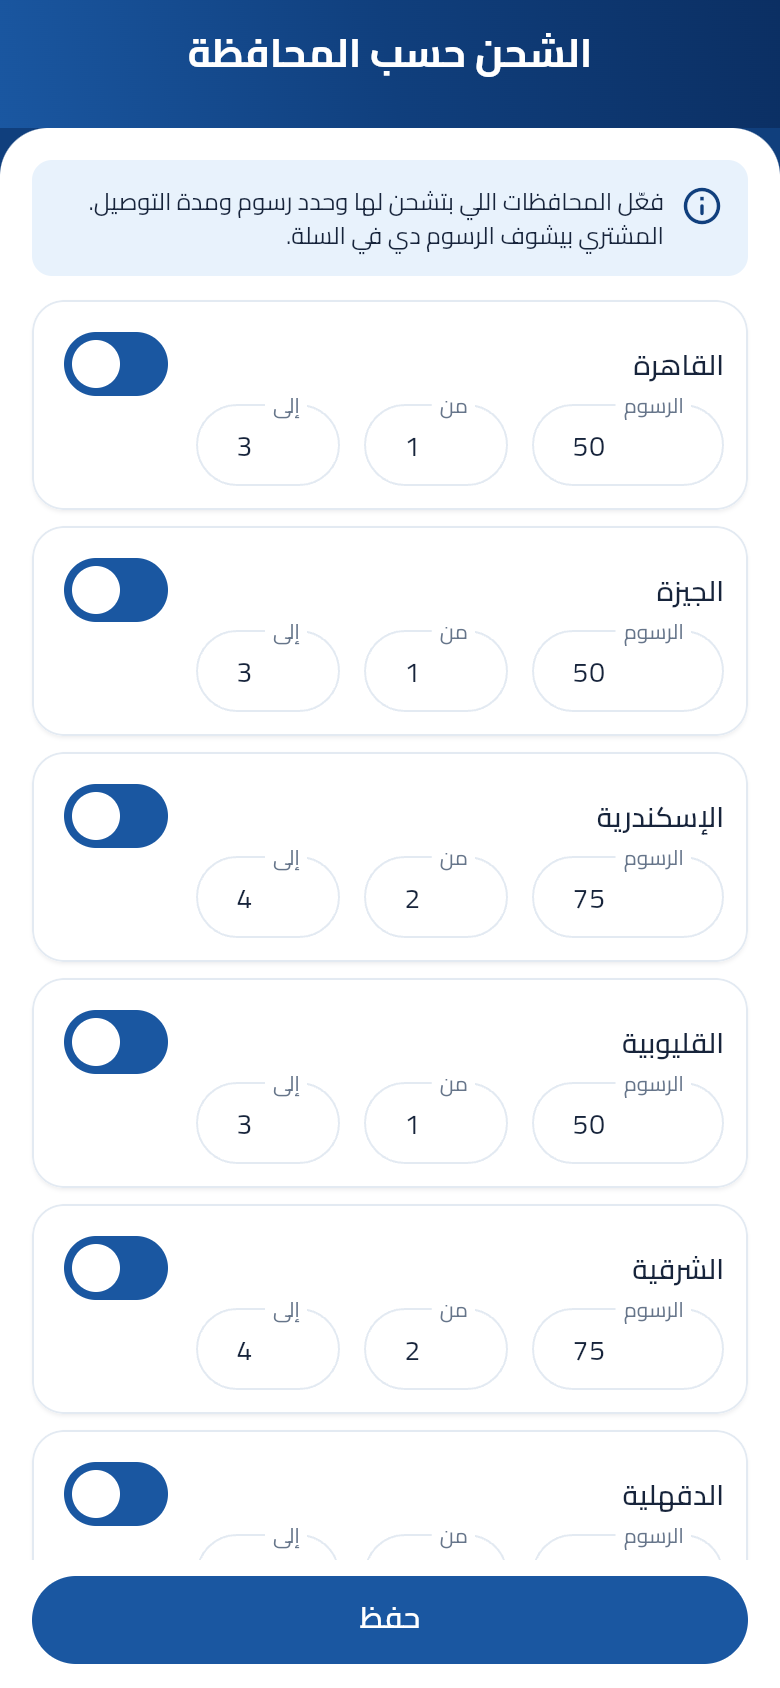 الشحن حسب المحافظة
فعّل المحافظات اللي بتشحن لها وحدد رسوم ومدة التوصيل.
المشتري بيشوف الرسوم دي في السلة.
القاهرة
الرسوم من إلى
50 1 3
الجيزة
الرسوم من إلى
50 1 3
الإسكندرية
الرسوم من إلى
75 2 4
القليوبية
الرسوم من إلى
50 1 3
الشرقية
الرسوم من إلى
75 2 4
الدقهلية
الرسوم من إلى
حفظ